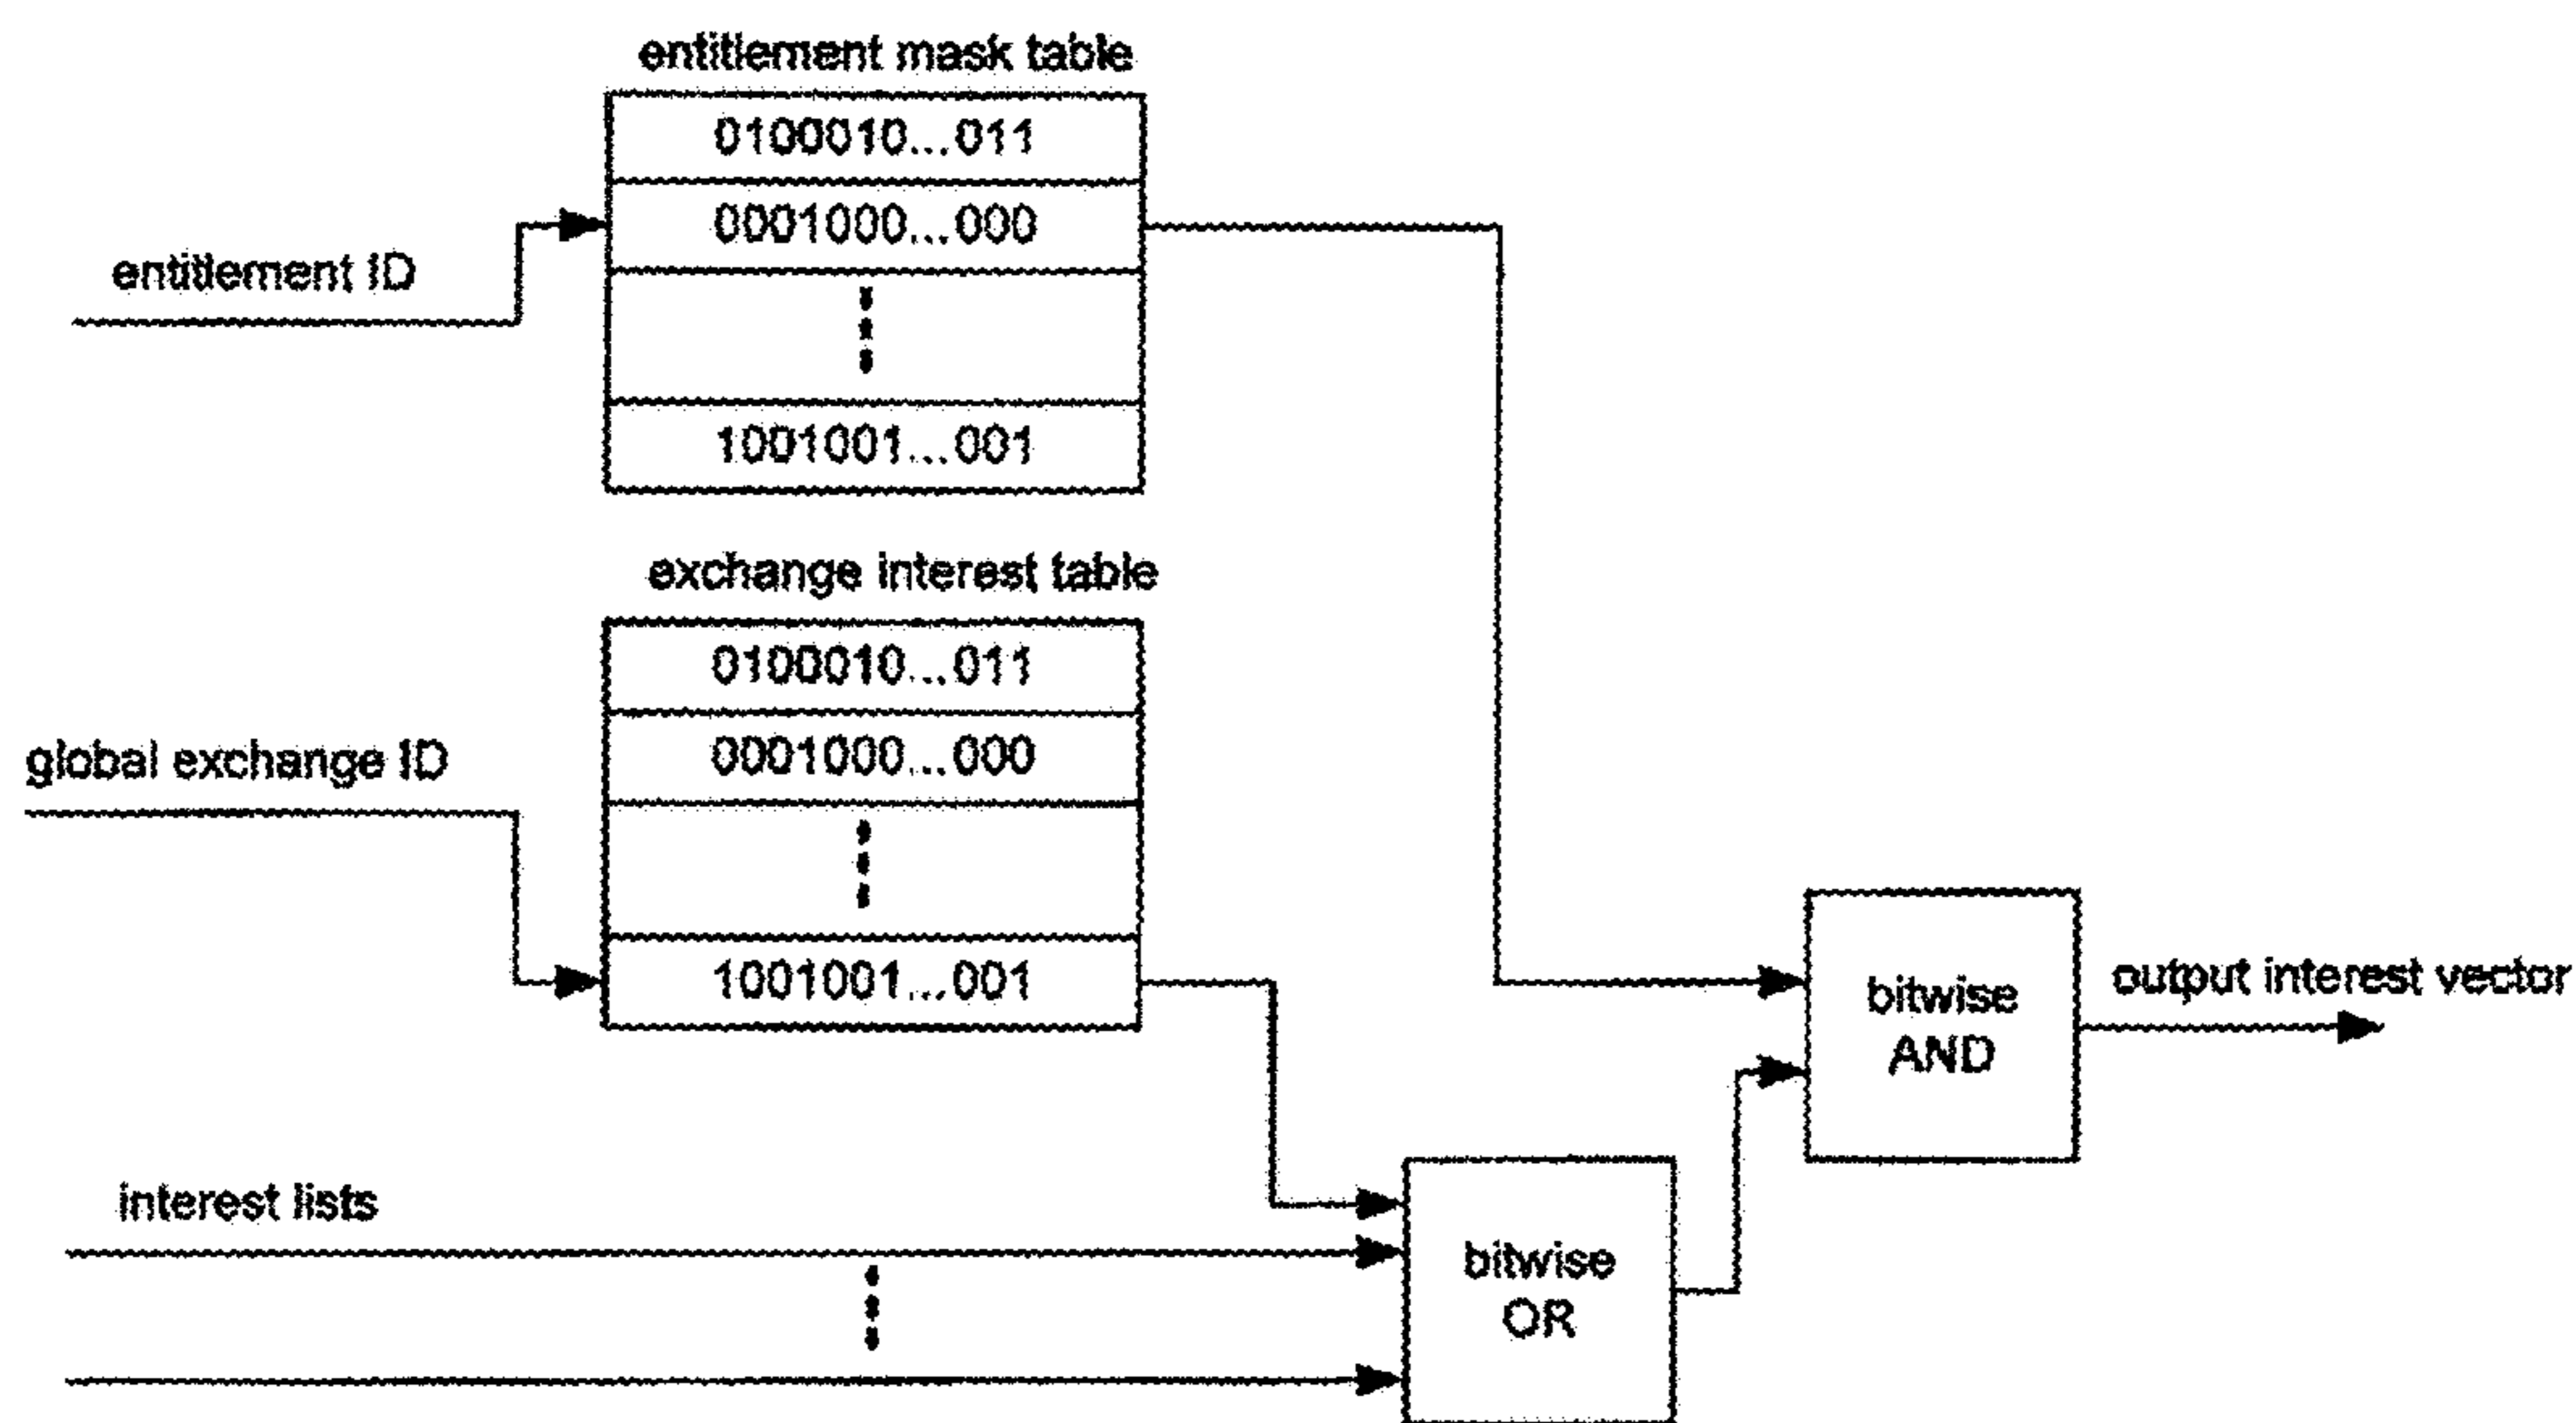 entitlement mask table
0100010...011
0001000...000
entitlement ID
1001001...001
exchange interest table
0100010...011
0001000...000
global exchange ID
1001001...001
bitwise
AND
output interest vector
interest lists
bitwise
OR